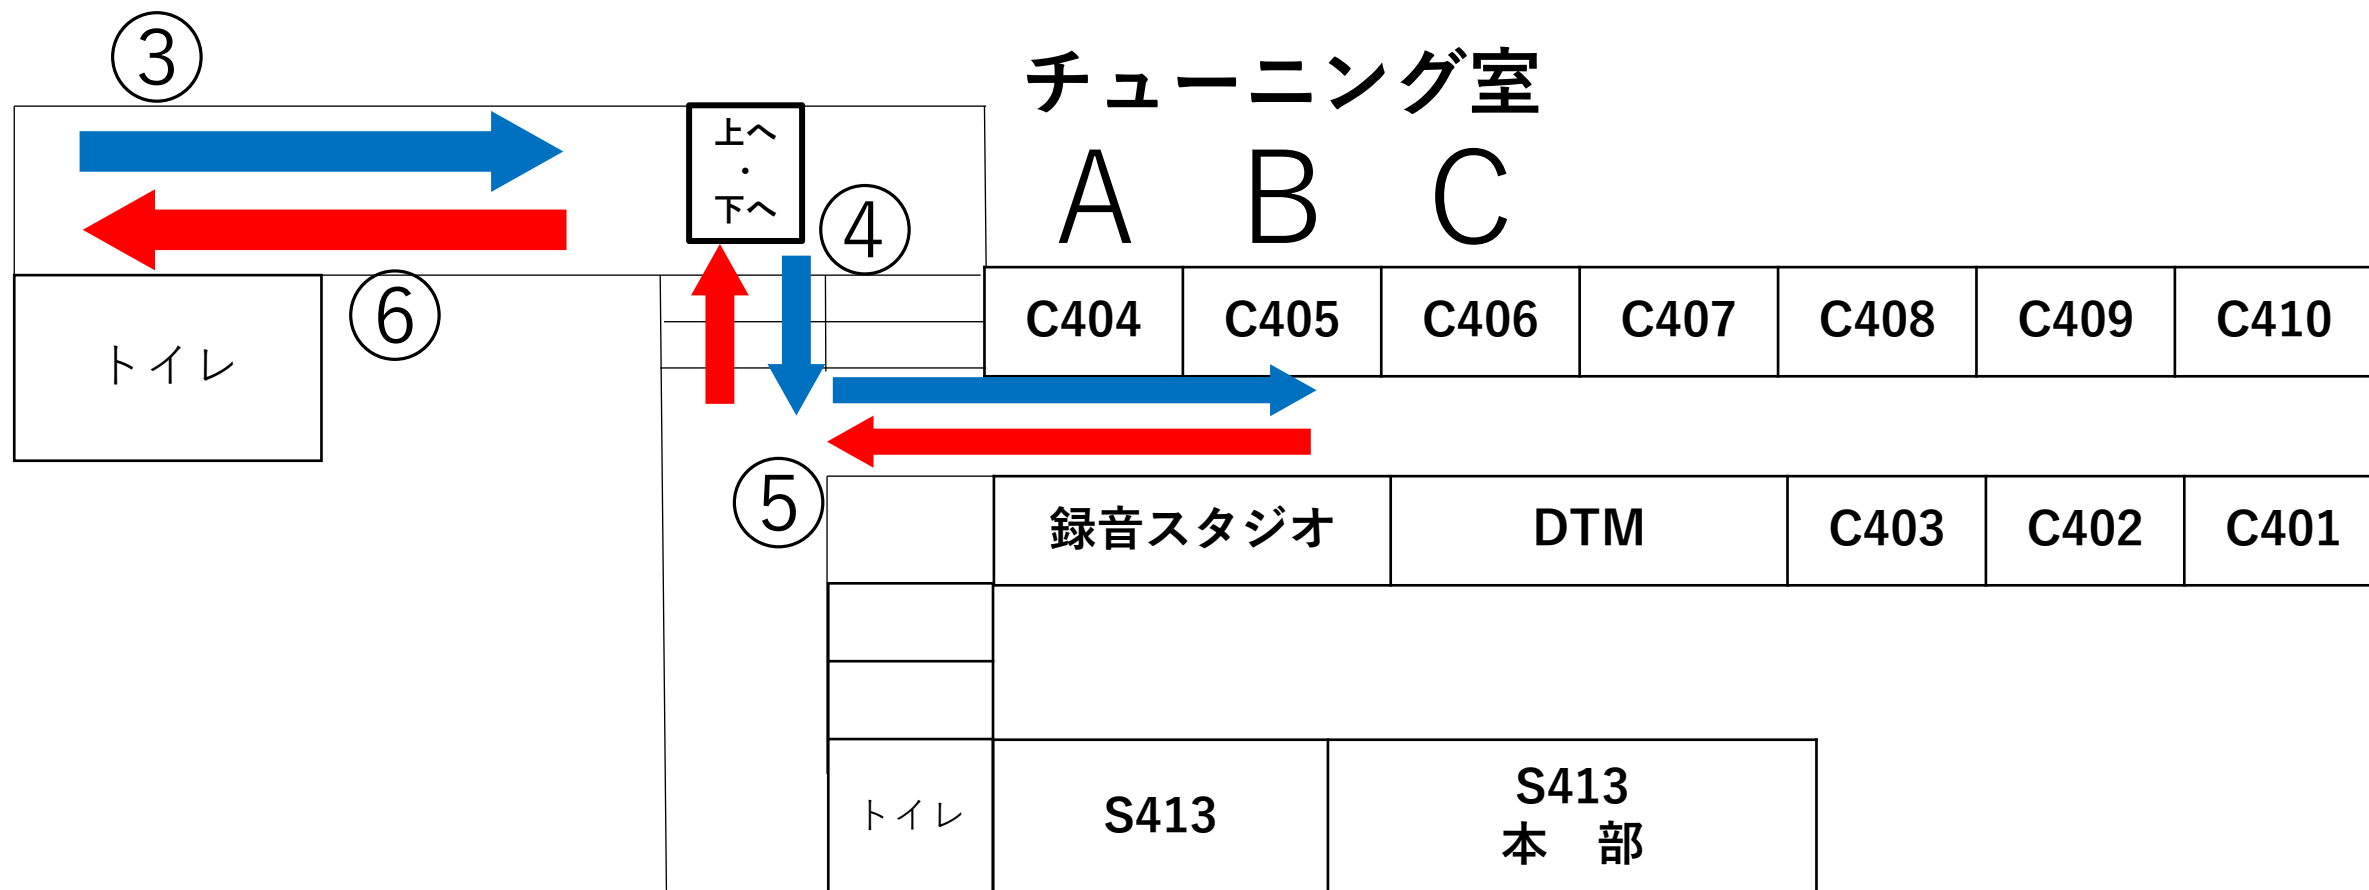 ③
チューニング室
上へ
・
下へ
A B C
④
⑥
C404 C405 C406 C407 C408 C409 C410
トイレ
⑤
録音スタジオ DTM C403 C402 C401
トイレ
S413
S413
本 部